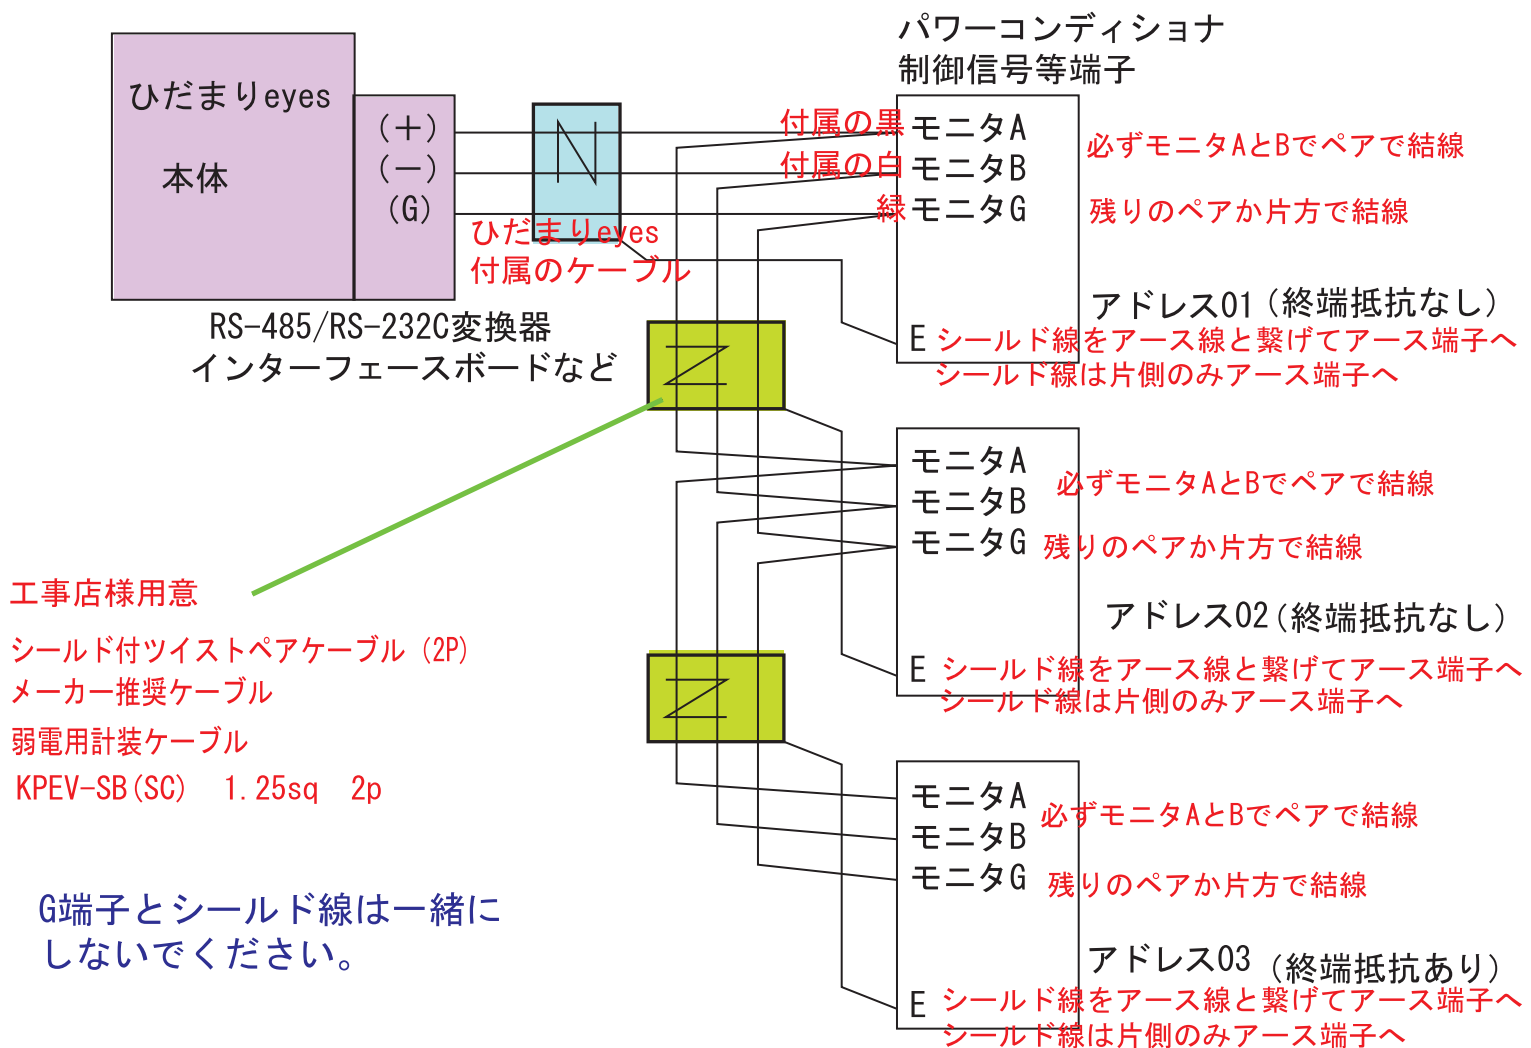 パワーコンディショナ
制御信号等端子
ひだまりeyes
本体
(+)
(−)
(G)
付属の黒
付属の白
緑
モニタA
モニタB
モニタG
必ずモニタAとBでペアで結線
残りのペアか片方で結線
ひだまりeyes
付属のケーブル
RS-485/RS-232C変換器
インターフェースボードなど
アドレス01(終端抵抗なし)
E
シールド線をアース線と繋げてアース端子へ
シールド線は片側のみアース端子へ
モニタA
モニタB
モニタG
必ずモニタAとBでペアで結線
残りのペアか片方で結線
アドレス02(終端抵抗なし)
E
シールド線をアース線と繋げてアース端子へ
シールド線は片側のみアース端子へ
工事店様用意
シールド付ツイストペアケーブル(2P)
メーカー推奨ケーブル
弱電用計装ケーブル
KPEV-SB(SC) 1.25sq 2p
モニタA
モニタB
モニタG
必ずモニタAとBでペアで結線
残りのペアか片方で結線
アドレス03(終端抵抗あり)
E
シールド線をアース線と繋げてアース端子へ
シールド線は片側のみアース端子へ
G端子とシールド線は一緒に
しないでください。